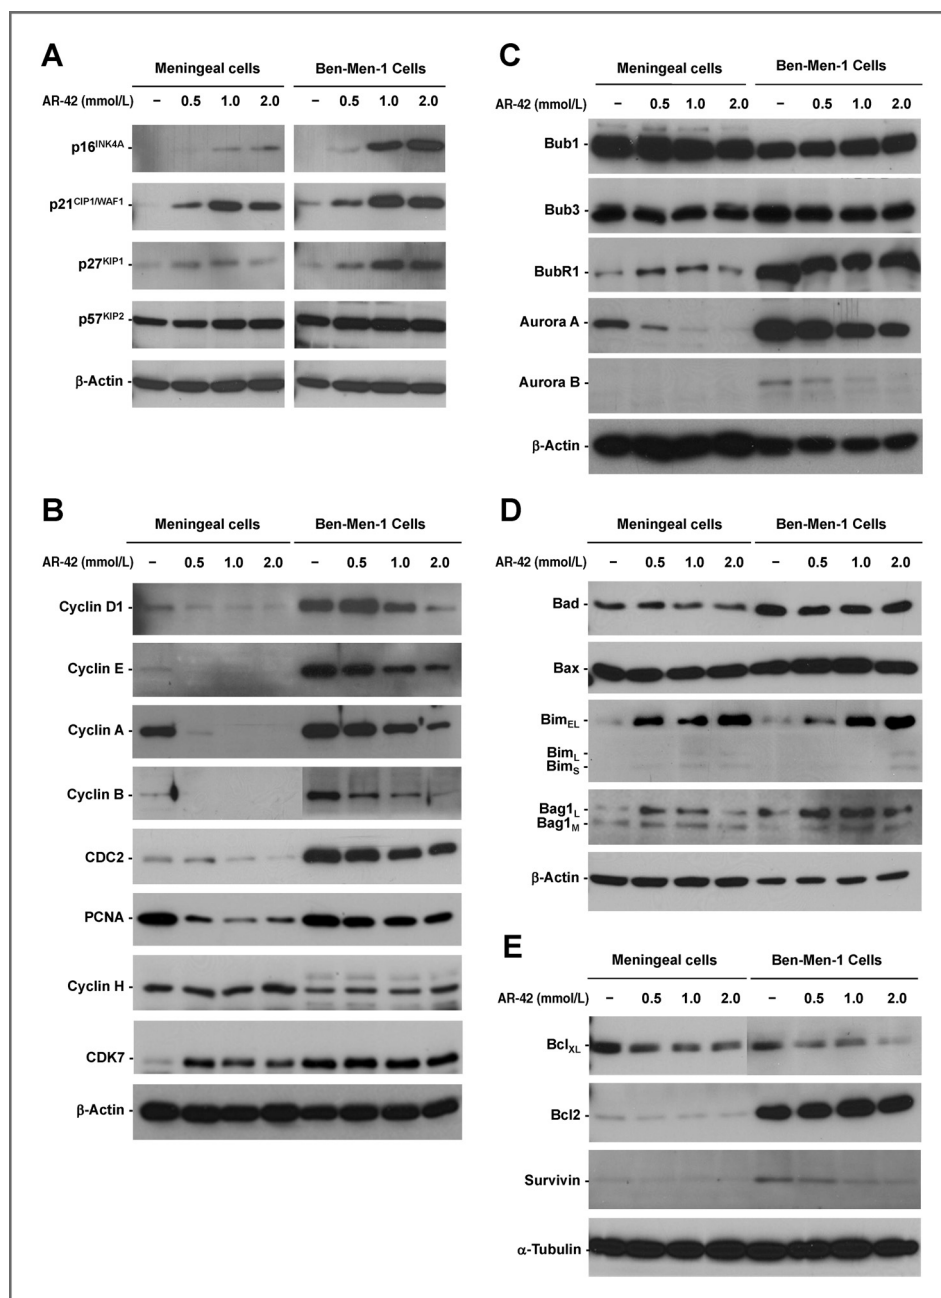 A
Meningeal cells Ben-Men-1 Cells
AR-42 (mmol/L) – 0.5 1.0 2.0 – 0.5 1.0 2.0
p16INK4A -
p21CIP1/WAF1 -
p27KIP1 -
p57KIP2 -
β-Actin -
B
Meningeal cells Ben-Men-1 Cells
AR-42 (mmol/L) – 0.5 1.0 2.0 – 0.5 1.0 2.0
Cyclin D1 -
Cyclin E -
Cyclin A -
Cyclin B -
CDC2 -
PCNA -
Cyclin H -
CDK7 -
β-Actin -
C
Meningeal cells Ben-Men-1 Cells
AR-42 (mmol/L) – 0.5 1.0 2.0 – 0.5 1.0 2.0
Bub1 -
Bub3 -
BubR1 -
Aurora A -
Aurora B -
β-Actin -
D
Meningeal cells Ben-Men-1 Cells
AR-42 (mmol/L) – 0.5 1.0 2.0 – 0.5 1.0 2.0
Bad -
Bax -
BimEL -
BimL -
BimS -
Bag1L -
Bag1M -
β-Actin -
E
Meningeal cells Ben-Men-1 Cells
AR-42 (mmol/L) – 0.5 1.0 2.0 – 0.5 1.0 2.0
BclXL -
Bcl2 -
Survivin -
α-Tubulin -